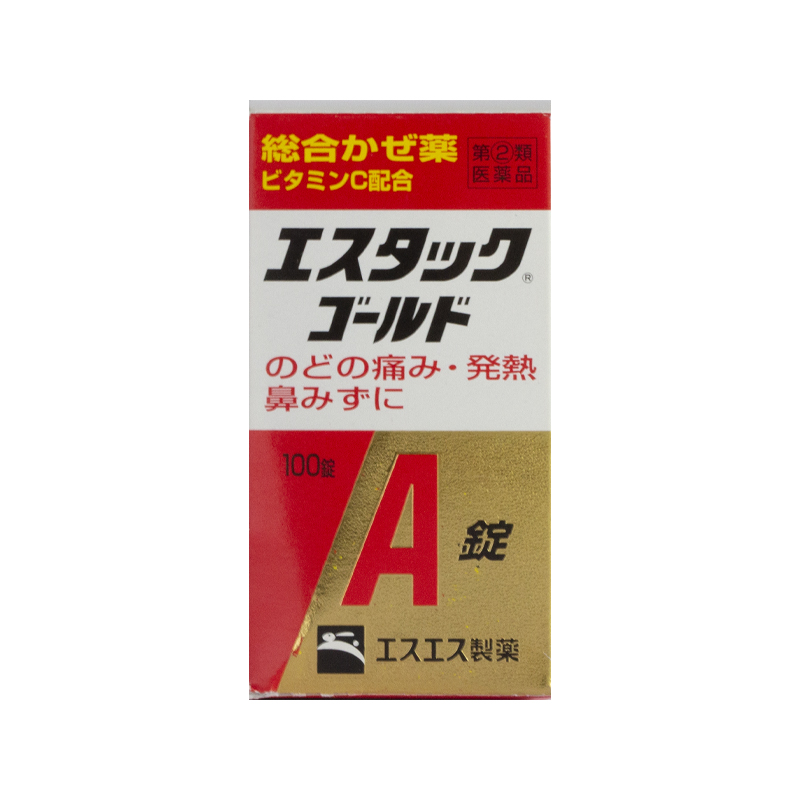 総合かぜ薬
ビタミンC配合
指②類
医薬品
エスタック®
ゴールド
のどの痛み・発熱
鼻みずに
100錠
A錠
エスエス製薬